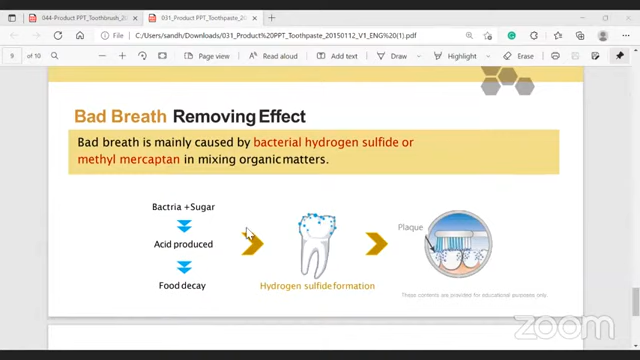 044-Product PPT_Toothbrush_20
031_Product PPT_Toothpaste_201
File | C:/Users/sandh/Downloads/031_Product%20PPT_Toothpaste_20150112_V1_ENG%20(1).pdf
9 of 10
Page view
Read aloud
Add text
Draw
Highlight
Erase
Bad Breath Removing Effect
Bad breath is mainly caused by bacterial hydrogen sulfide or
methyl mercaptan in mixing organic matters.
Bactria +Sugar
Acid produced
Food decay
Hydrogen sulfide formation
Plaque
These contents are provided for educational purposes only.
zoom